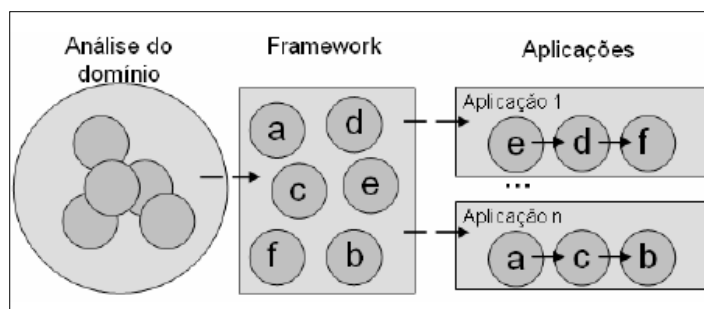 Análise do
domínio
Framework
Aplicações
a
d
c
e
f
b
Aplicação 1
e d f
...
Aplicação n
a c b